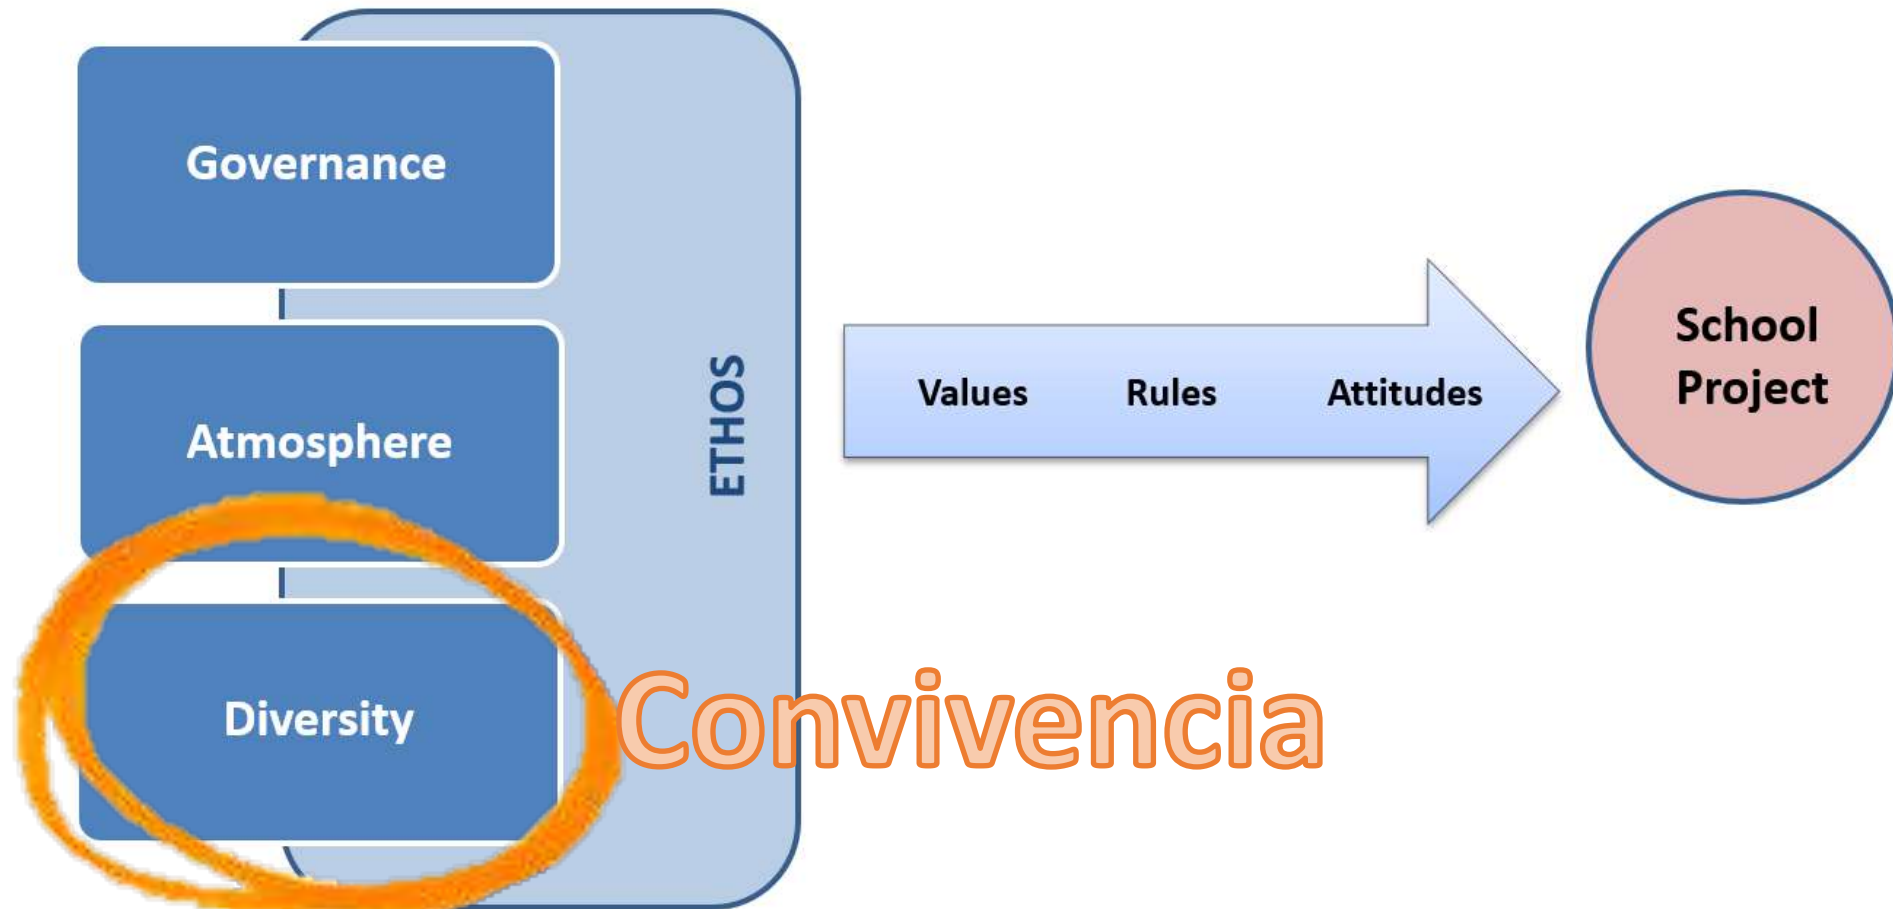 Governance
Atmosphere
Diversity
ETHOS
Values Rules Attitudes
School
Project
Convivencia